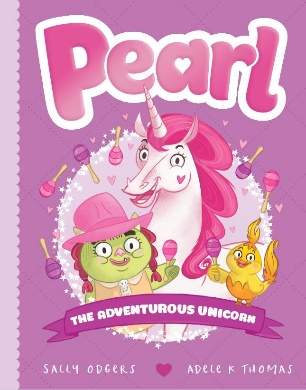 Pearl
THE ADVENTUROUS UNICORN
SALLY ODGERS ADELE K THOMAS